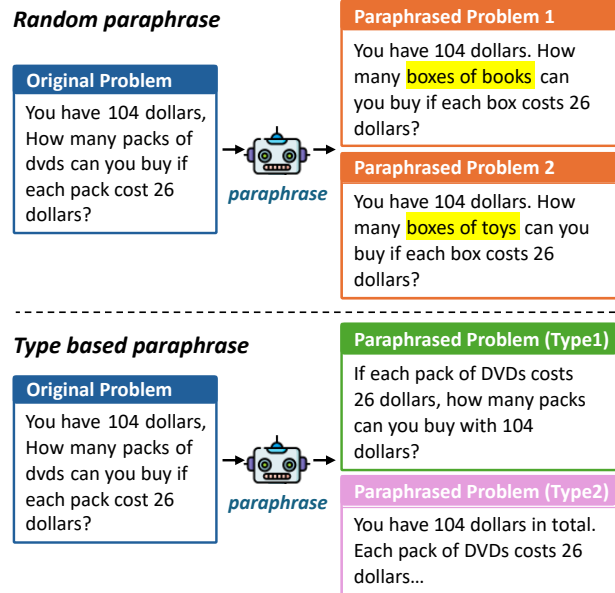 Random paraphrase
Original Problem
You have 104 dollars,
How many packs of
dvds can you buy if
each pack cost 26
dollars?
paraphrase
Paraphrased Problem 1
You have 104 dollars. How
many boxes of books can
you buy if each box costs 26
dollars?
Paraphrased Problem 2
You have 104 dollars. How
many boxes of toys can you
buy if each box costs 26
dollars?
Type based paraphrase
Original Problem
You have 104 dollars,
How many packs of
dvds can you buy if
each pack cost 26
dollars?
paraphrase
Paraphrased Problem (Type1)
If each pack of DVDs costs
26 dollars, how many packs
can you buy with 104
dollars?
Paraphrased Problem (Type2)
You have 104 dollars in total.
Each pack of DVDs costs 26
dollars…